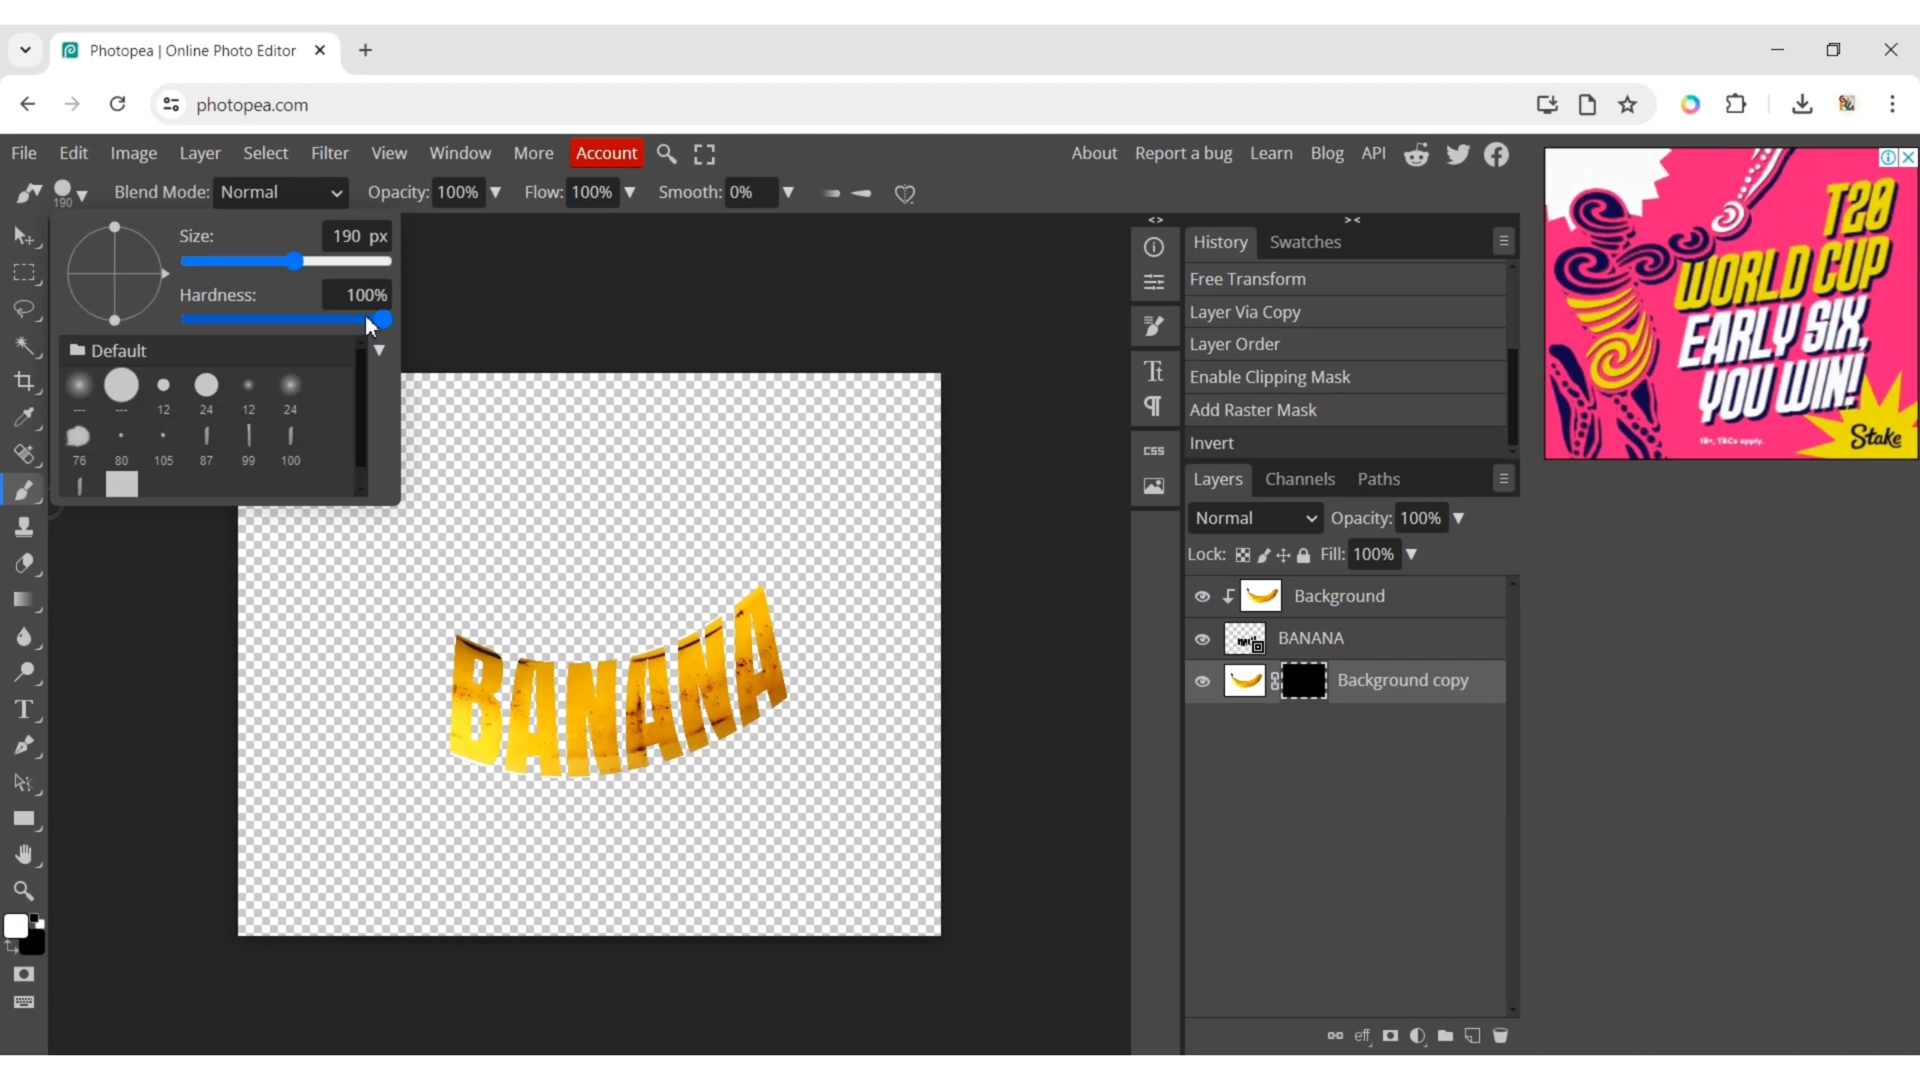 Photopea | Online Photo Editor
photopea.com
File Edit Image Layer Select Filter View Window More Account
About Report a bug Learn Blog API
190 Blend Mode: Normal Opacity: 100% Flow: 100% Smooth: 0%
Size: 190 px
Hardness: 100%
Default
--- --- 12 24 12 24
76 80 105 87 99 100
BANANA
History Swatches
Free Transform
Layer Via Copy
Layer Order
Enable Clipping Mask
Add Raster Mask
Invert
CSS
Layers Channels Paths
Normal Opacity: 100%
Lock: Fill: 100%
Background
BANANA
Background copy
eff
T20
WORLD CUP
EARLY SIX,
YOU WIN!
18+, T&Cs apply.
Stake